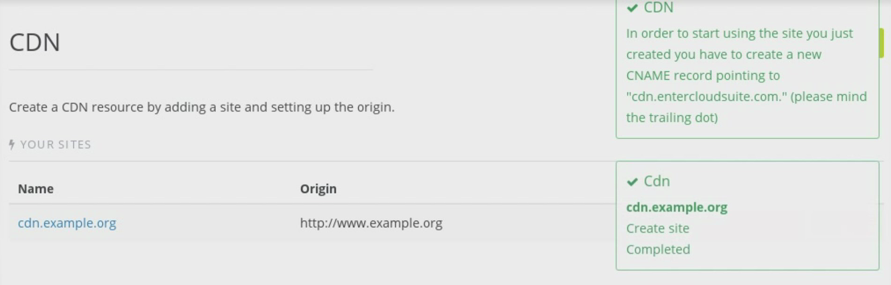 CDN
Create a CDN resource by adding a site and setting up the origin.
YOUR SITES
Name Origin
cdn.example.org http://www.example.org
CDN
In order to start using the site you just
created you have to create a new
CNAME record pointing to
"cdn.entercloudsuite.com." (please mind
the trailing dot)
Cdn
cdn.example.org
Create site
Completed